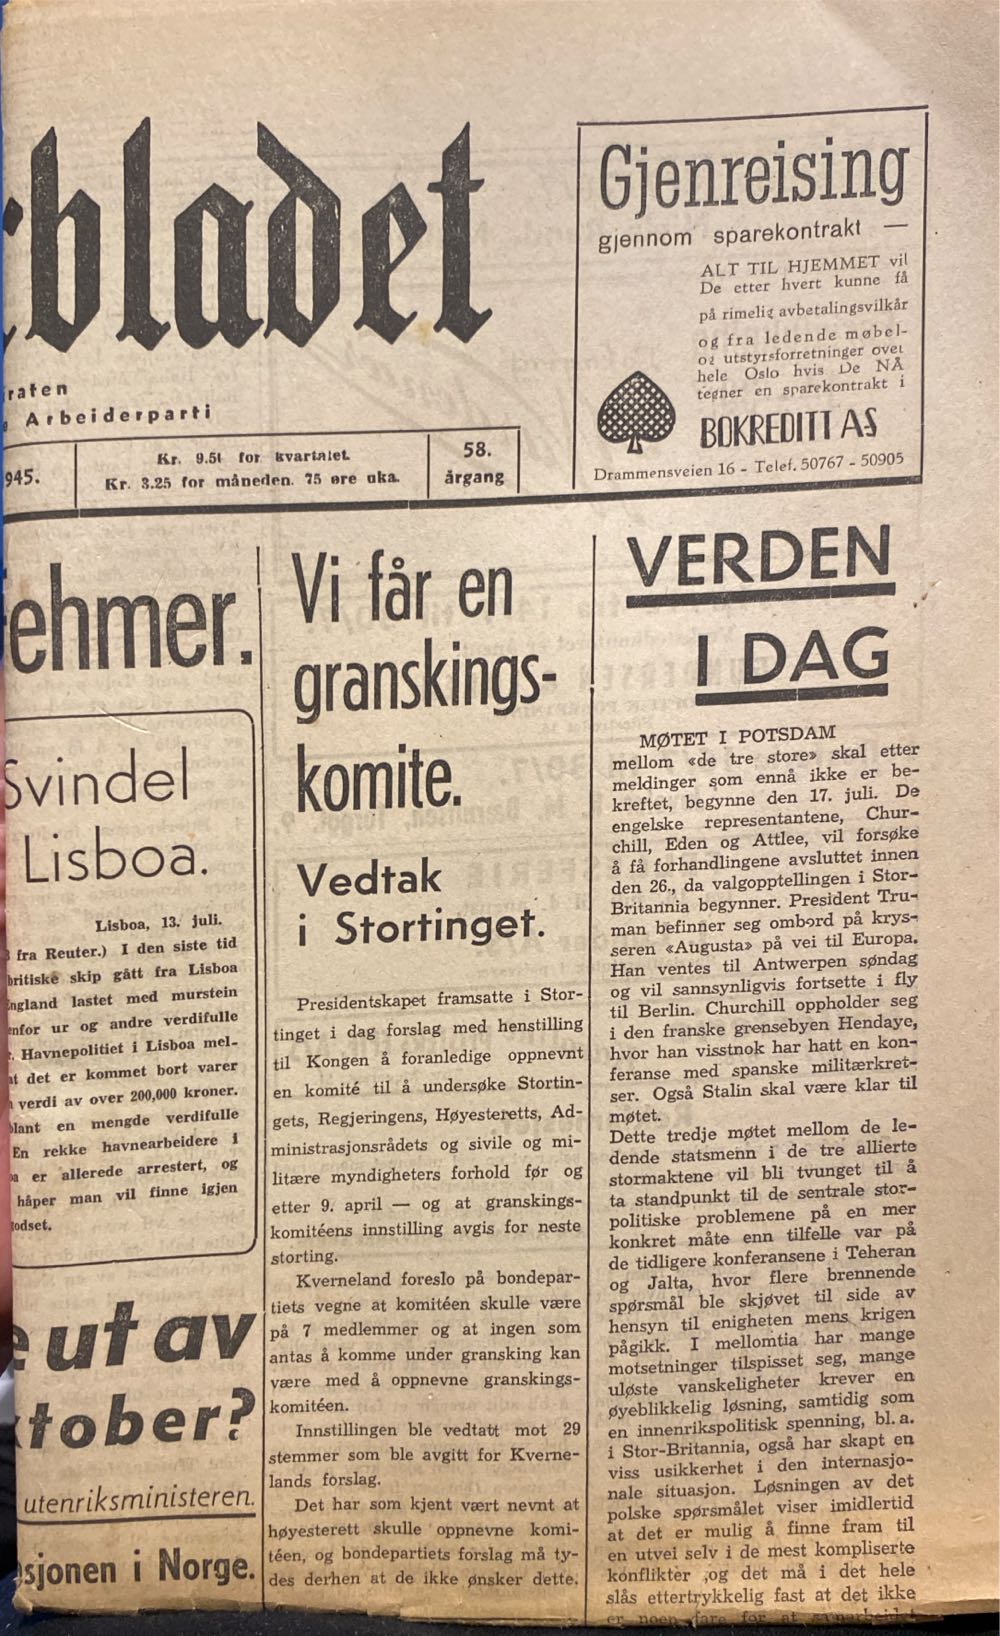 bladet
raten
Arbeiderparti
945.
Kr. 9.50 for kvartalet.
Kr. 3.25 for måneden. 75 øre uka.
58.
årgang
Gjenreising
gjennom sparekontrakt —
ALT TIL HJEMMET vil
De etter hvert kunne få
på rimelig avbetalingsvilkår
og fra ledende møbel-
og utstyrsforretninger over
hele Oslo hvis De NÅ
tegner en sparekontrakt i
BOKREDITT AS
Drammensveien 16 - Telef. 50767 - 50905
ehmer.
Svindel
Lisboa.
Lisboa, 13. juli.
fra Reuter.) I den siste tid
britiske skip gått fra Lisboa
England lastet med murstein
enfor ur og andre verdifulle
Havnepolitiet i Lisboa mel-
at det er kommet bort varer
verdi av over 200,000 kroner.
blant en mengde verdifulle
En rekke havnearbeidere i
er allerede arrestert, og
håper man vil finne igjen
godset.
e ut av
ktober?
utenriksministeren.
sjonen i Norge.
Vi får en
granskings-
komite.
Vedtak
i Stortinget.
Presidentskapet framsatte i Stor-
tinget i dag forslag med henstilling
til Kongen å foranledige oppnevnt
en komité til å undersøke Stortin-
gets, Regjeringens, Høyesteretts, Ad-
ministrasjonsrådets og sivile og mi-
litære myndigheters forhold før og
etter 9. april — og at granskings-
komitéens innstilling avgis for neste
storting.
Kverneland foreslo på bondepar-
tiets vegne at komitéen skulle være
på 7 medlemmer og at ingen som
antas å komme under gransking kan
være med å oppnevne granskings-
komitéen.
Innstillingen ble vedtatt mot 29
stemmer som ble avgitt for Kverne-
lands forslag.
Det har som kjent vært nevnt at
høyesterett skulle oppnevne komi-
téen, og bondepartiets forslag må ty-
des derhen at de ikke ønsker dette.
VERDEN
I DAG
MØTET I POTSDAM
mellom «de tre store» skal etter
meldinger som ennå ikke er be-
kreftet, begynne den 17. juli. De
engelske representantene, Chur-
chill, Eden og Attlee, vil forsøke
å få forhandlingene avsluttet innen
den 26., da valgopptellingen i Stor-
Britannia begynner. President Tru-
man befinner seg ombord på krys-
seren «Augusta» på vei til Europa.
Han ventes til Antwerpen søndag
og vil sannsynligvis fortsette i fly
til Berlin. Churchill oppholder seg
i den franske grensebyen Hendaye,
hvor han visstnok har hatt en kon-
feranse med spanske militærkret-
ser. Også Stalin skal være klar til
møtet.
Dette tredje møtet mellom de le-
dende statsmenn i de tre allierte
stormaktene vil bli tvunget til å
ta standpunkt til de sentrale stor-
politiske problemene på en mer
konkret måte enn tilfelle var på
de tidligere konferansene i Teheran
og Jalta, hvor flere brennende
spørsmål ble skjøvet til side av
hensyn til enigheten mens krigen
pågikk. I mellomtia har mange
motsetninger tilspisset seg, mange
uløste vanskeligheter krever en
øyeblikkelig løsning, samtidig som
en innenrikspolitisk spenning, bl. a.
i Stor-Britannia, også har skapt en
viss usikkerhet i den internasjo-
nale situasjon. Løsningen av det
polske spørsmålet viser imidlertid
at det er mulig å finne fram til
en utvei selv i de mest kompliserte
konflikter ,og det må i det hele
slås ettertrykkelig fast at det ikke
er noen fare for at samarbeidet